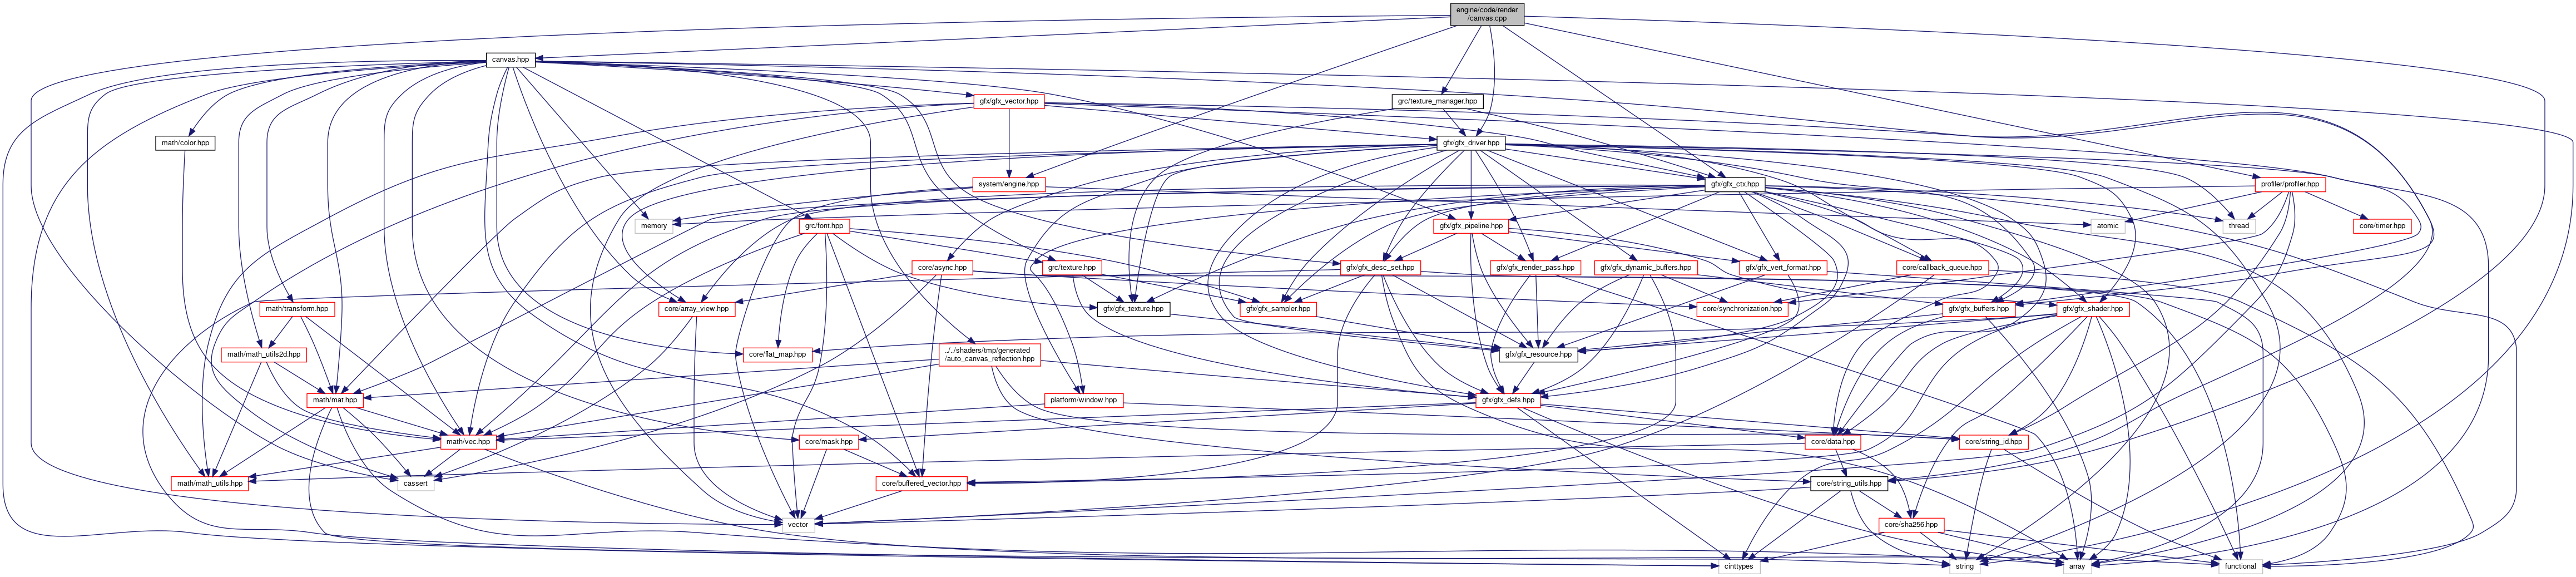 engine/code/render
/canvas.cpp
canvas.hpp
gfx/gfx_vector.hpp
grc/texture_manager.hpp
math/color.hpp
gfx/gfx_driver.hpp
system/engine.hpp
gfx/gfx_ctx.hpp
profiler/profiler.hpp
memory
grc/font.hpp
gfx/gfx_pipeline.hpp
atomic
thread
core/timer.hpp
core/async.hpp
grc/texture.hpp
gfx/gfx_desc_set.hpp
gfx/gfx_render_pass.hpp
gfx/gfx_dynamic_buffers.hpp
gfx/gfx_vert_format.hpp
core/callback_queue.hpp
math/transform.hpp
core/array_view.hpp
gfx/gfx_texture.hpp
gfx/gfx_sampler.hpp
core/synchronization.hpp
gfx/gfx_buffers.hpp
gfx/gfx_shader.hpp
math/math_utils2d.hpp
core/flat_map.hpp
../../shaders/tmp/generated
/auto_canvas_reflection.hpp
gfx/gfx_resource.hpp
math/mat.hpp
platform/window.hpp
gfx/gfx_defs.hpp
math/vec.hpp
core/mask.hpp
core/data.hpp
core/string_id.hpp
math/math_utils.hpp
cassert
core/buffered_vector.hpp
core/string_utils.hpp
vector
core/sha256.hpp
cinttypes
string
array
functional